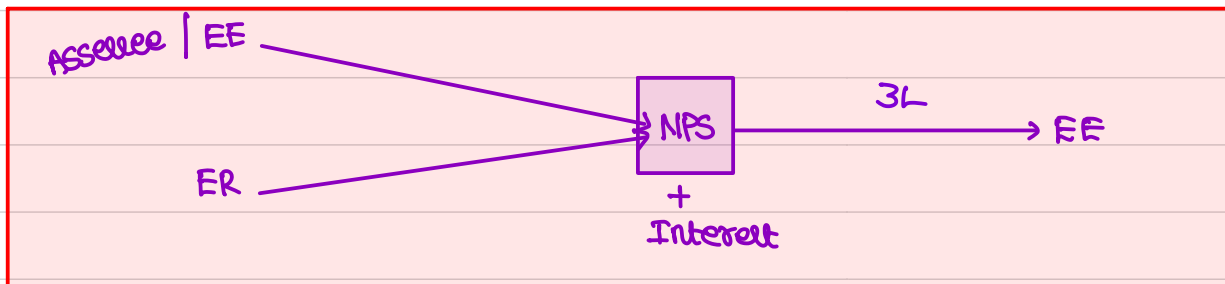 Assessee | EE
3L
NPS
EE
ER
+
Interest